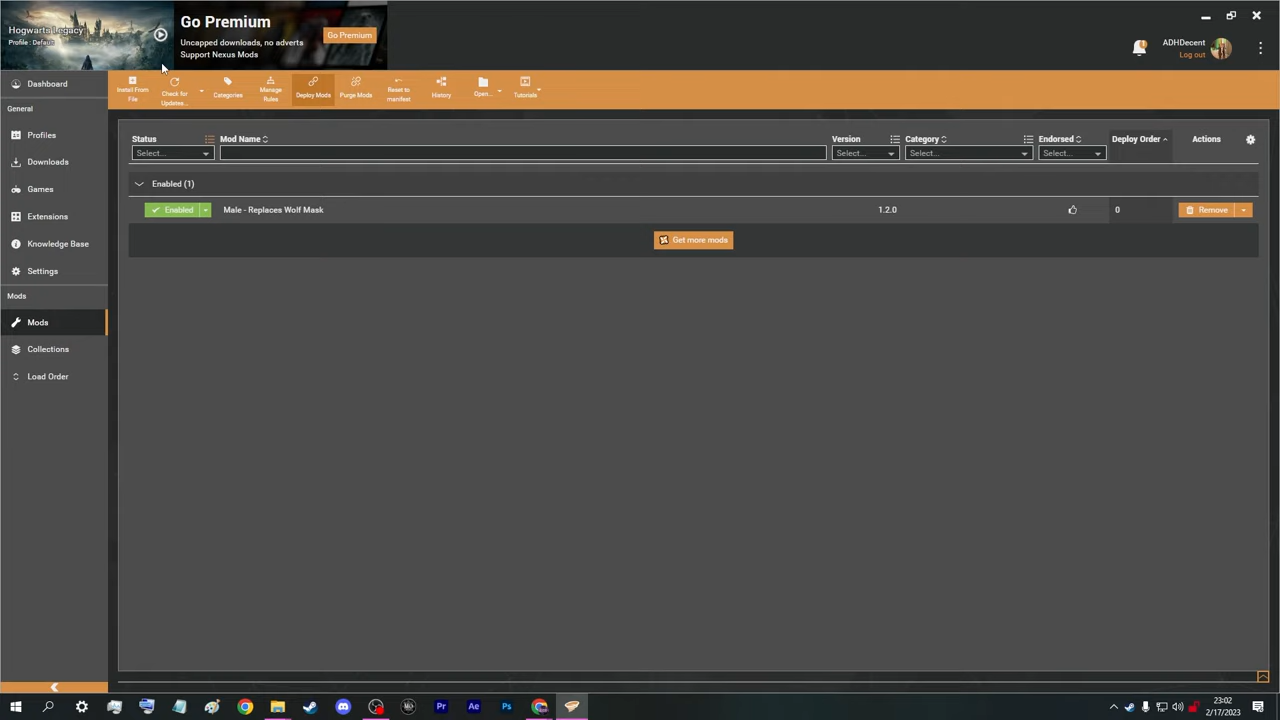 Hogwarts Legacy
Profile : Default
Go Premium
Uncapped downloads, no adverts
Support Nexus Mods
Go Premium
ADHDecent
Log out
Dashboard
General
Profiles
Downloads
Games
Extensions
Knowledge Base
Settings
Mods
Mods
Collections
Load Order
Install From
File
Check for
Updates...
Categories
Manage
Rules
Deploy Mods
Purge Mods
Reset to
manifest
History
Open...
Tutorials
Status
Mod Name
Version
Category
Endorsed
Deploy Order
Actions
Select...
Select...
Select...
Select...
Enabled (1)
Enabled
Male - Replaces Wolf Mask
1.2.0
0
Remove
Get more mods
Pr
Ae
Ps
23:02
2/17/2023